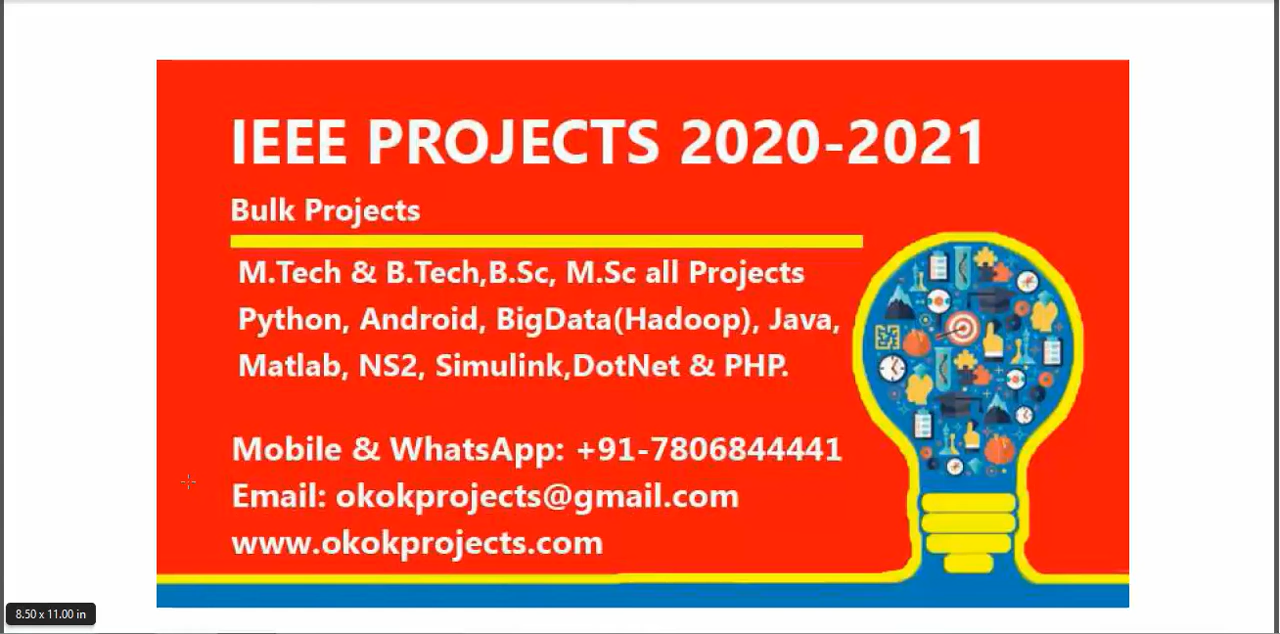 IEEE PROJECTS 2020-2021
Bulk Projects
M.Tech & B.Tech,B.Sc, M.Sc all Projects
Python, Android, BigData(Hadoop), Java,
Matlab, NS2, Simulink,DotNet & PHP.
Mobile & WhatsApp: +91-7806844441
Email: okokprojects@gmail.com
www.okokprojects.com
8.50 x 11.00 in